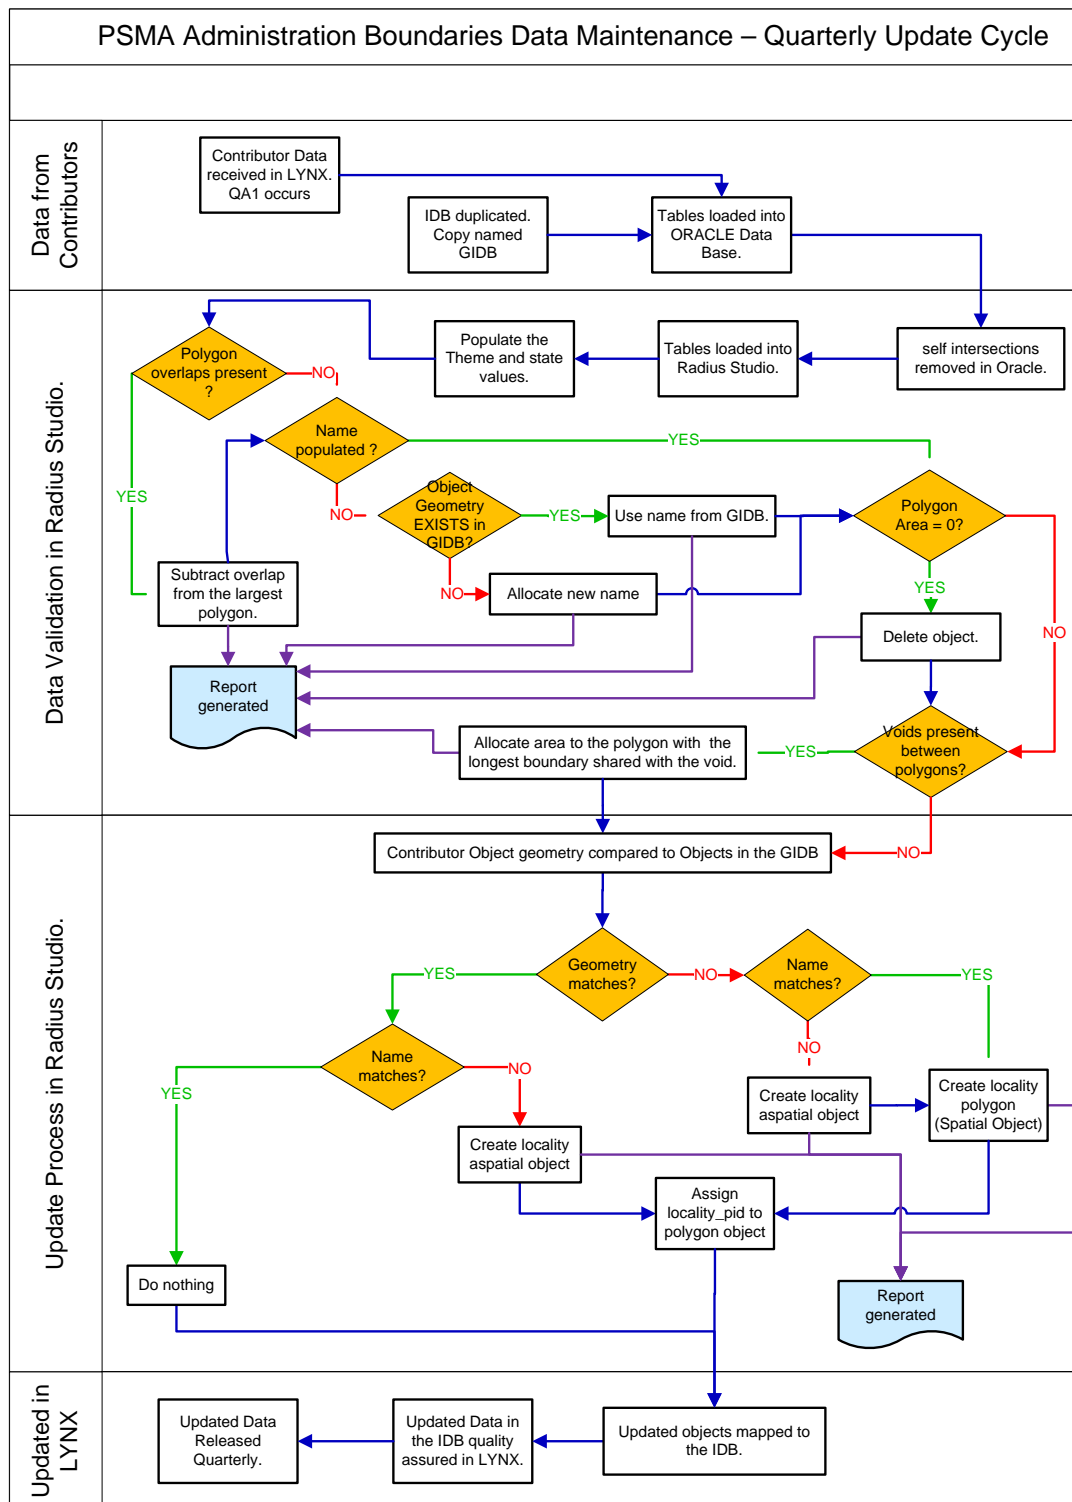 PSMA Administration Boundaries Data Maintenance – Quarterly Update Cycle
Data from
Contributors
Contributor Data
received in LYNX.
QA1 occurs
IDB duplicated.
Copy named
GIDB
Tables loaded into
ORACLE Data
Base.
Data Validation in Radius Studio.
Polygon
overlaps present
?
Populate the
Theme and state
values.
Tables loaded into
Radius Studio.
self intersections
removed in Oracle.
NO
Name
populated ?
YES
YES
NO
Object
Geometry
EXISTS in
GIDB?
YES
Use name from GIDB.
Polygon
Area = 0?
NO
Allocate new name
Subtract overlap
from the largest
polygon.
YES
Delete object.
NO
Report
generated
Allocate area to the polygon with the
longest boundary shared with the void.
YES
Voids present
between
polygons?
Update Process in Radius Studio.
Contributor Object geometry compared to Objects in the GIDB
NO
Geometry
matches?
YES
NO
Name
matches?
YES
Name
matches?
NO
NO
YES
Create locality
aspatial object
Create locality
polygon
(Spatial Object)
Create locality
aspatial object
Assign
locality_pid to
polygon object
Do nothing
Report
generated
Updated in
LYNX
Updated Data
Released
Quarterly.
Updated Data in
the IDB quality
assured in LYNX.
Updated objects mapped to
the IDB.